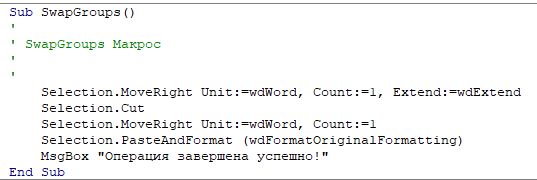 Sub SwapGroups()
'
' SwapGroups Макрос
'
'
    Selection.MoveRight Unit:=wdWord, Count:=1, Extend:=wdExtend
    Selection.Cut
    Selection.MoveRight Unit:=wdWord, Count:=1
    Selection.PasteAndFormat (wdFormatOriginalFormatting)
    MsgBox "Операция завершена успешно!"
End Sub